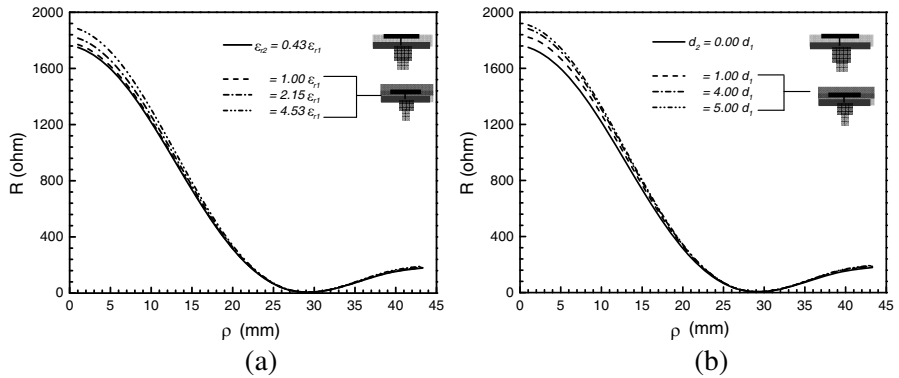 2000
1600
1200
800
400
0
R (ohm)
0 5 10 15 20 25 30 35 40 45
ρ (mm)
εr2 = 0.43εr1
= 1.00 εr1
= 2.15 εr1
= 4.53 εr1
(a)
2000
1600
1200
800
400
0
R (ohm)
0 5 10 15 20 25 30 35 40 45
ρ (mm)
d2 = 0.00 d1
= 1.00 d1
= 4.00 d1
= 5.00 d1
(b)